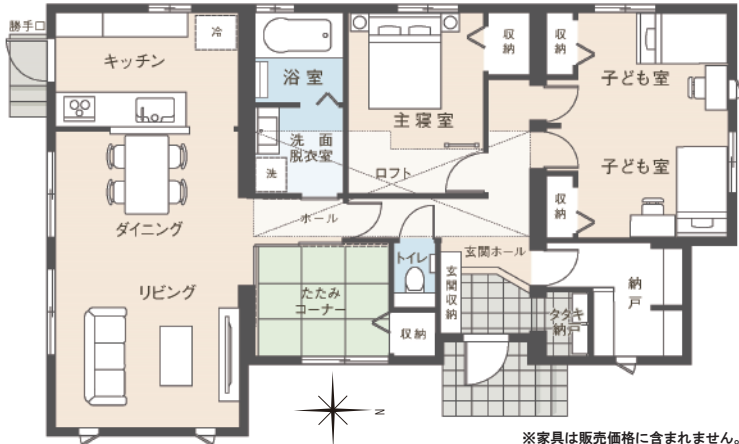 勝手口
キッチン
冷
浴室
洗面
脱衣室
洗
主寝室
収納
収納
子ども室
子ども室
収納
ロフト
ホール
ダイニング
リビング
たたみ
コーナー
収納
トイレ
玄関ホール
玄関収納
タタキ
納戸
納戸
N
※家具は販売価格に含まれません。